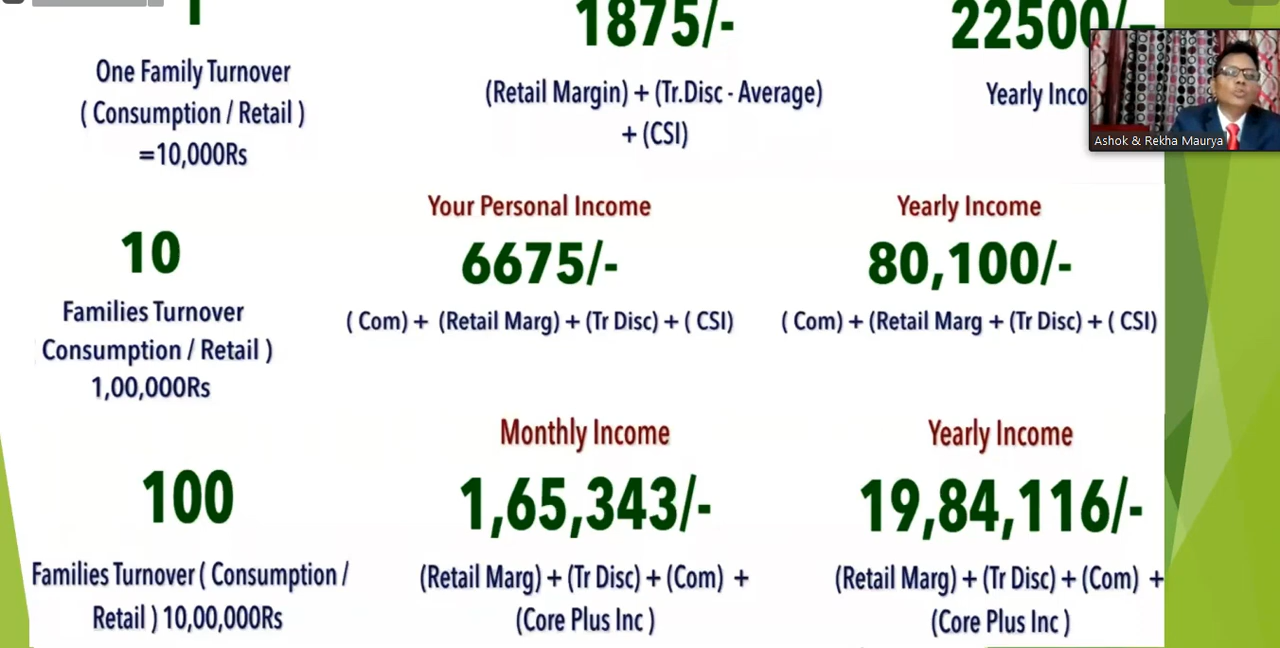 1
1875/-
22500/-
One Family Turnover
( Consumption / Retail )
=10,000Rs
(Retail Margin) + (Tr.Disc - Average)
+ (CSI)
Yearly Inco
Ashok & Rekha Maurya
Your Personal Income
Yearly Income
10
6675/-
80,100/-
Families Turnover
Consumption / Retail )
1,00,000Rs
( Com) + (Retail Marg) + (Tr Disc) + ( CSI)
( Com) + (Retail Marg + (Tr Disc) + ( CSI)
Monthly Income
Yearly Income
100
1,65,343/-
19,84,116/-
Families Turnover ( Consumption /
Retail ) 10,00,000Rs
(Retail Marg) + (Tr Disc) + (Com) +
(Core Plus Inc )
(Retail Marg) + (Tr Disc) + (Com) +
(Core Plus Inc )